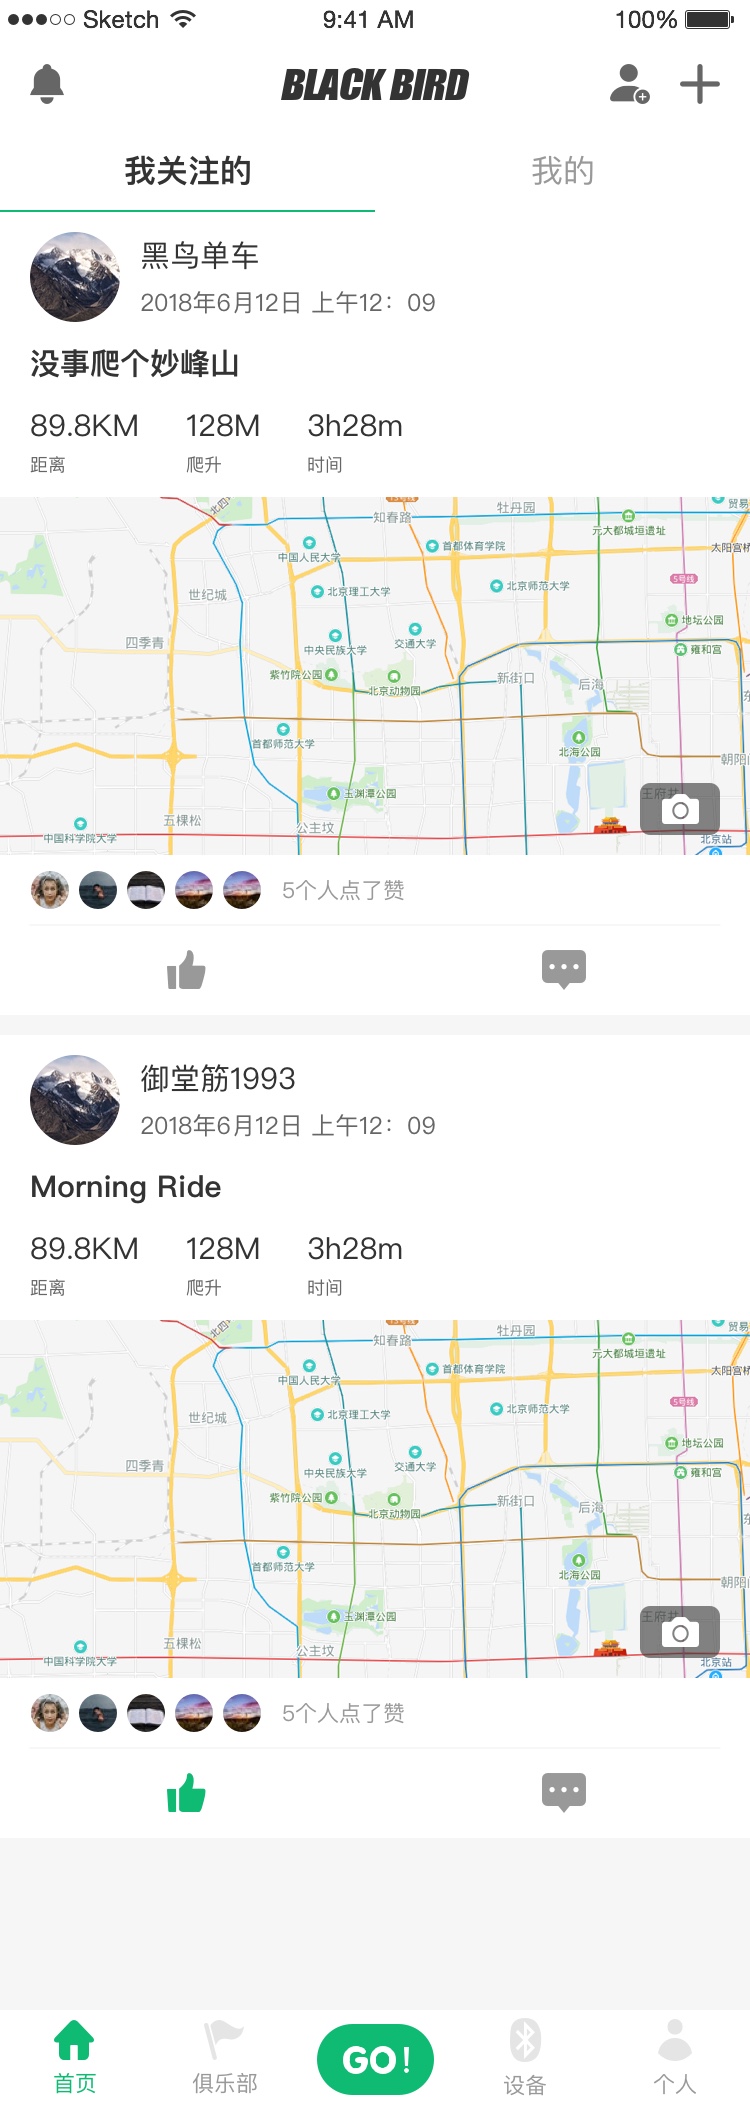 Sketch 9:41 AM 100%
BLACK BIRD
我关注的 我的
黑鸟单车
2018年6月12日 上午12：09
没事爬个妙峰山
89.8KM 128M 3h28m
距离 爬升 时间
牡丹园
贸易
知春路
元大都城垣遗址
中国人民大学
首都体育学院
太阳宫桥
5号线
世纪城
北京理工大学
北京师范大学
地坛公园
四季青
中央民族大学
交通大学
雍和宫
紫竹院公园
新街口
后海
北京动物园
首都师范大学
北海公园
朝阳
玉渊潭公园
王府井
五棵松
公主坟
中国科学院大学
北京站
5个人点了赞
御堂筋1993
2018年6月12日 上午12：09
Morning Ride
89.8KM 128M 3h28m
距离 爬升 时间
牡丹园
贸易
知春路
元大都城垣遗址
中国人民大学
首都体育学院
太阳宫桥
5号线
世纪城
北京理工大学
北京师范大学
地坛公园
四季青
中央民族大学
交通大学
雍和宫
紫竹院公园
新街口
后海
北京动物园
首都师范大学
北海公园
朝阳
玉渊潭公园
王府井
五棵松
公主坟
中国科学院大学
北京站
5个人点了赞
GO!
首页 俱乐部 设备 个人